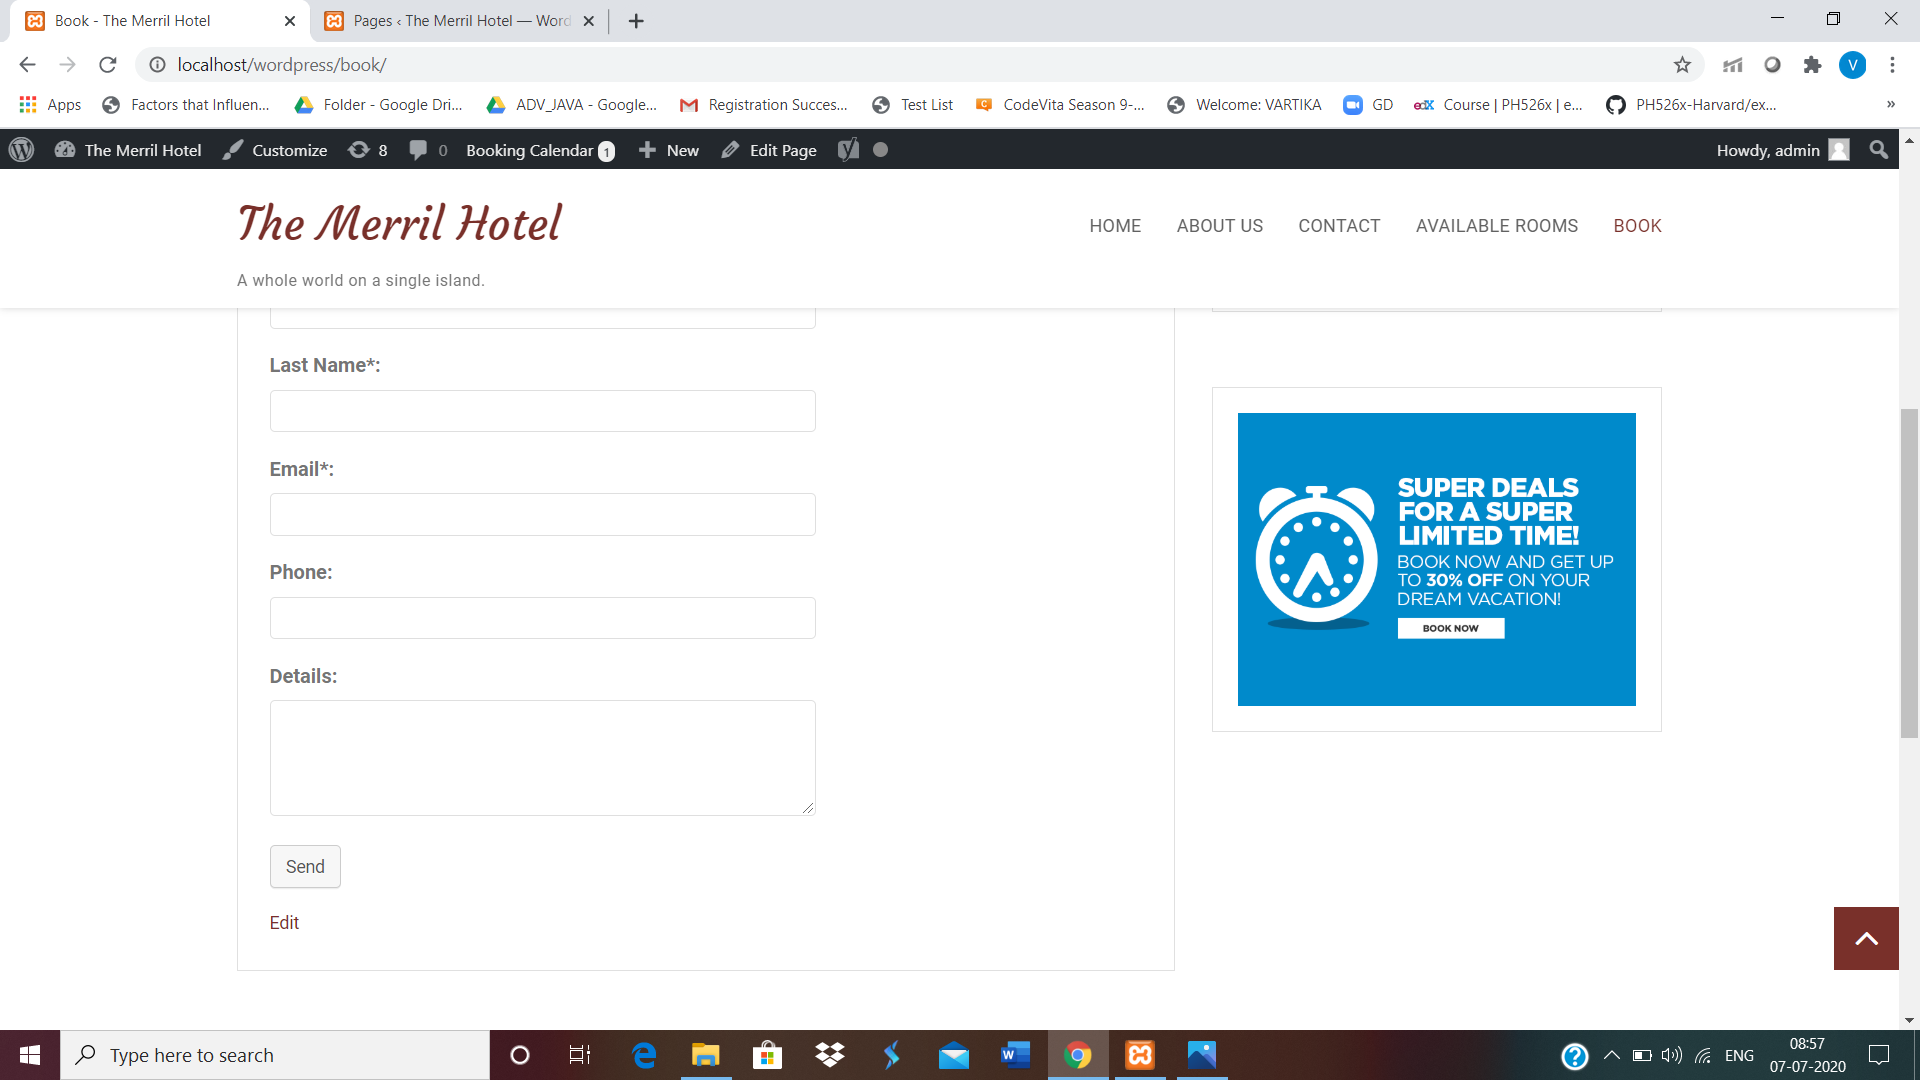 Book - The Merril Hotel
Pages ‹ The Merril Hotel — Word
localhost/wordpress/book/
V
Apps
Factors that Influen...
Folder - Google Dri...
ADV_JAVA - Google...
Registration Succes...
Test List
CodeVita Season 9-...
Welcome: VARTIKA
GD
edX
Course | PH526x | e...
PH526x-Harvard/ex...
»
The Merril Hotel
Customize
8
0
Booking Calendar 1
New
Edit Page
Howdy, admin
The Merril Hotel
A whole world on a single island.
HOME
ABOUT US
CONTACT
AVAILABLE ROOMS
BOOK
Last Name*:
Email*:
Phone:
Details:
Send
Edit
SUPER DEALS
FOR A SUPER
LIMITED TIME!
BOOK NOW AND GET UP
TO 30% OFF ON YOUR
DREAM VACATION!
BOOK NOW
Type here to search
ENG
08:57
07-07-2020